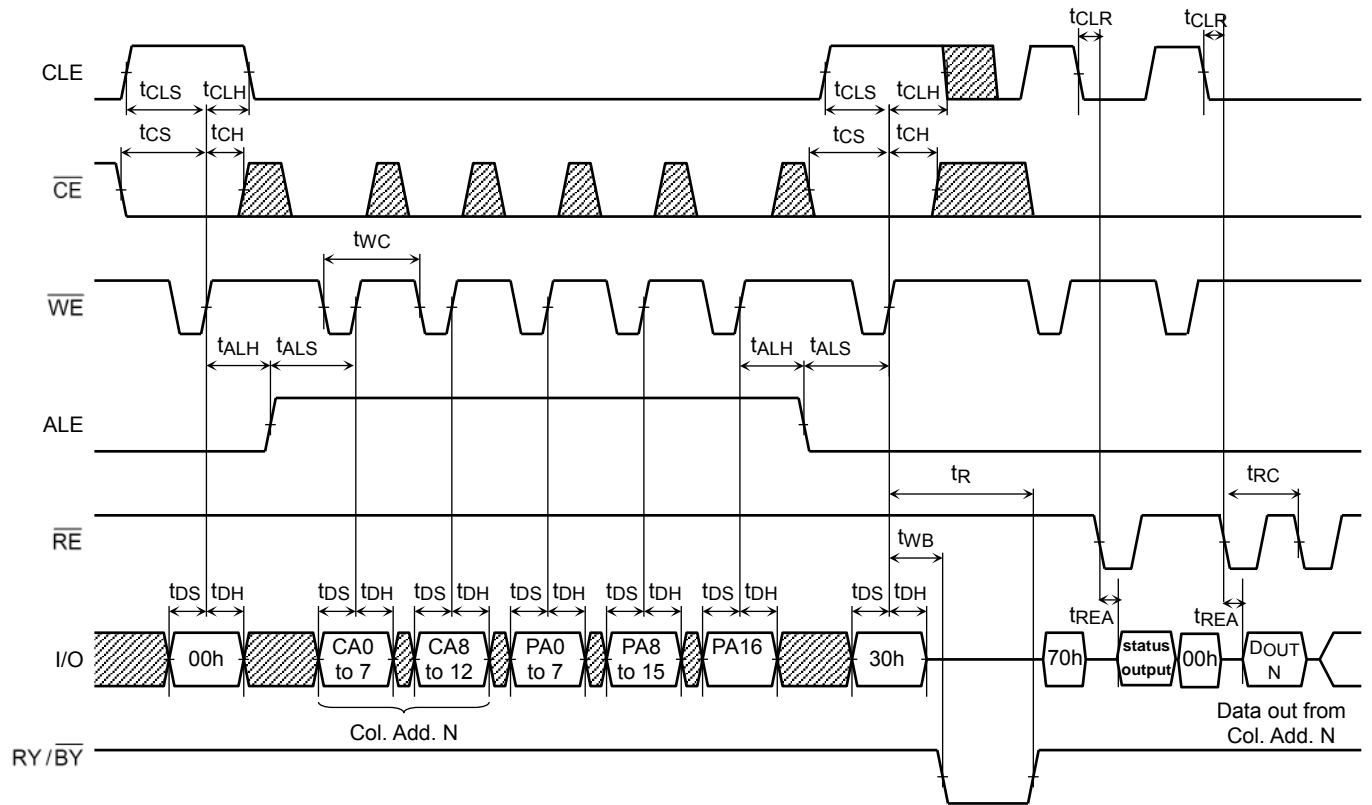 tCLR tCLR
CLE
tCLS tCLH tCLS tCLH
tCS tCH tCS tCH
CE
tWC
WE
tALH tALS tALH tALS
ALE
tR tRC
RE
tWB
tDS tDH tDS tDH tDS tDH tDS tDH tDS tDH tDS tDH tDS tDH
tREA tREA
I/O 00h CA0 to 7 CA8 to 12 PA0 to 7 PA8 to 15 PA16 30h 70h status output 00h DOUT N
Col. Add. N
Data out from
Col. Add. N
RY/BY